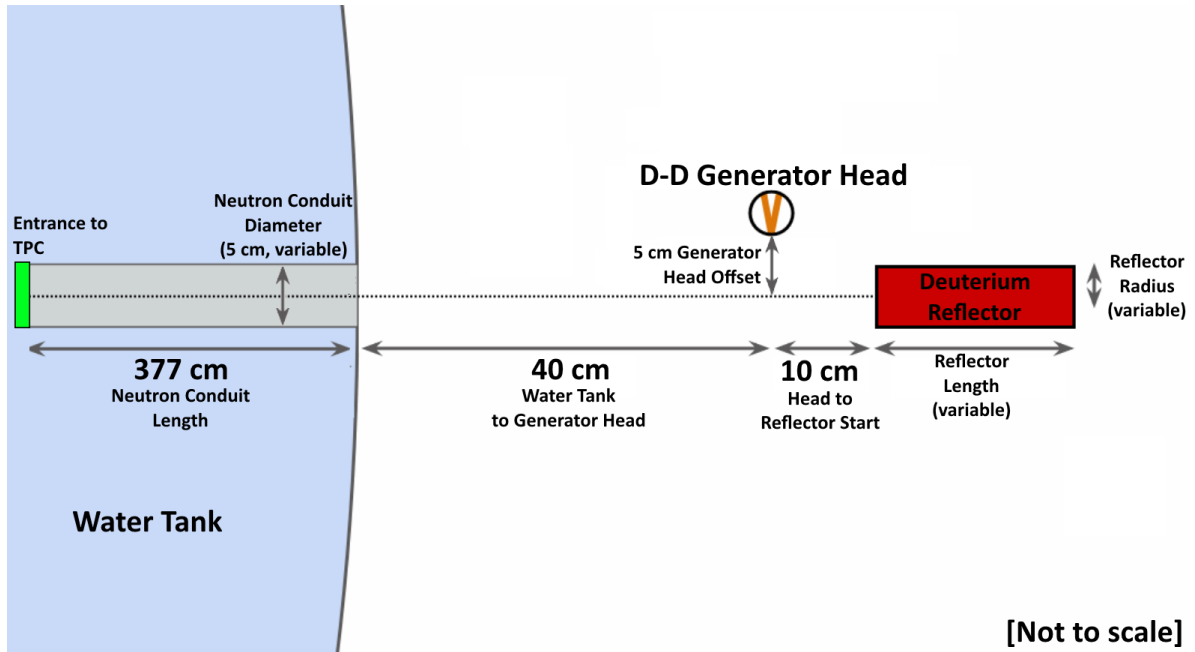 D-D Generator Head
Neutron Conduit
Diameter
(5 cm, variable)
Entrance to
TPC
5 cm Generator
Head Offset
Deuterium
Reflector
Reflector
Radius
(variable)
377 cm
Neutron Conduit
Length
40 cm
Water Tank
to Generator Head
10 cm
Head to
Reflector Start
Reflector
Length
(variable)
Water Tank
[Not to scale]